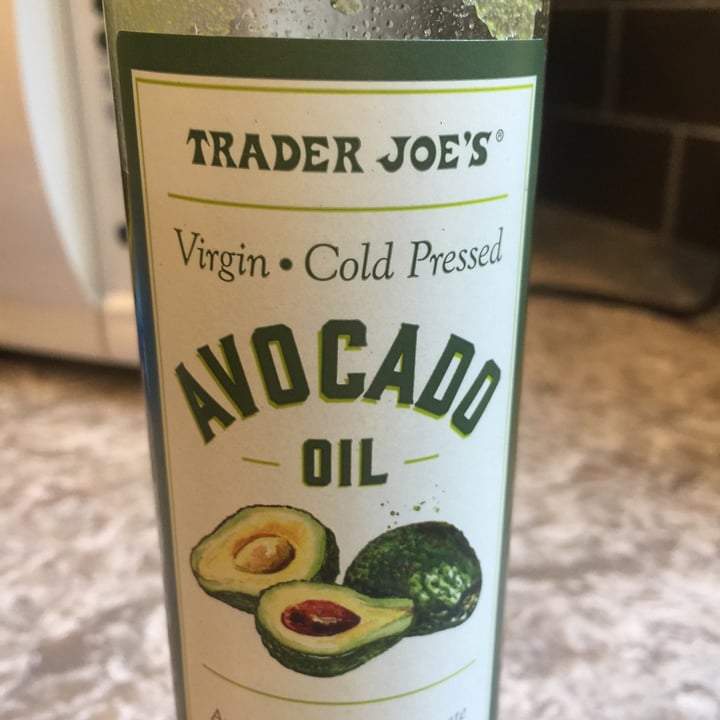 TRADER JOE'S®
Virgin • Cold Pressed
AVOCADO
OIL